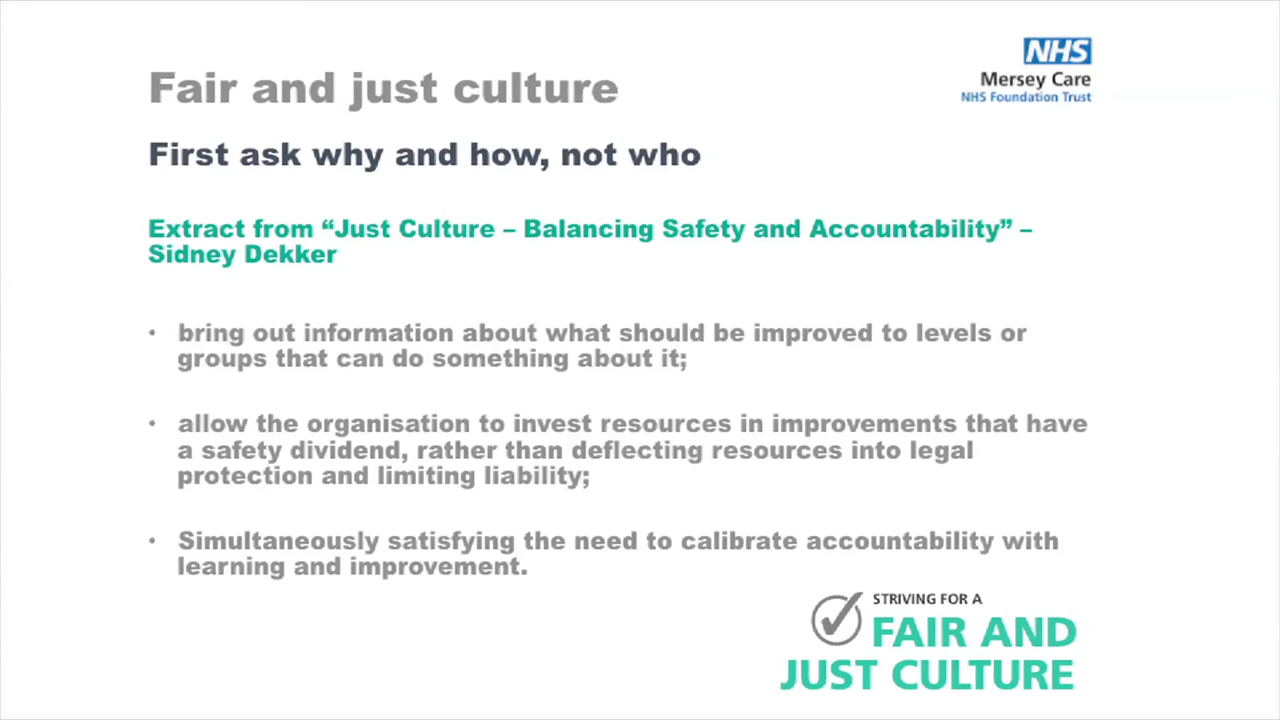 NHS
Mersey Care
NHS Foundation Trust
Fair and just culture
First ask why and how, not who
Extract from “Just Culture – Balancing Safety and Accountability” –
Sidney Dekker
• bring out information about what should be improved to levels or
groups that can do something about it;
• allow the organisation to invest resources in improvements that have
a safety dividend, rather than deflecting resources into legal
protection and limiting liability;
• Simultaneously satisfying the need to calibrate accountability with
learning and improvement.
STRIVING FOR A
FAIR AND
JUST CULTURE